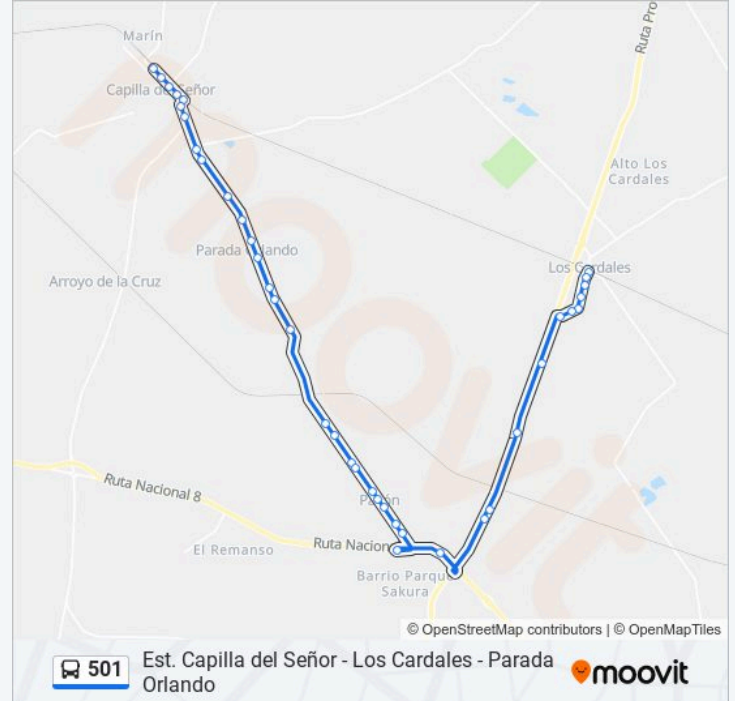 Marín
Ruta Pro
Capilla del Señor
Alto Los
Cardales
Parada Orlando
Los Cardales
Arroyo de la Cruz
moovit
Ruta Nacional 8
Pavón
El Remanso
Ruta Nacion
Barrio Parque
Sakura
© OpenStreetMap contributors | © OpenMapTiles
501
Est. Capilla del Señor - Los Cardales - Parada
Orlando
moovit